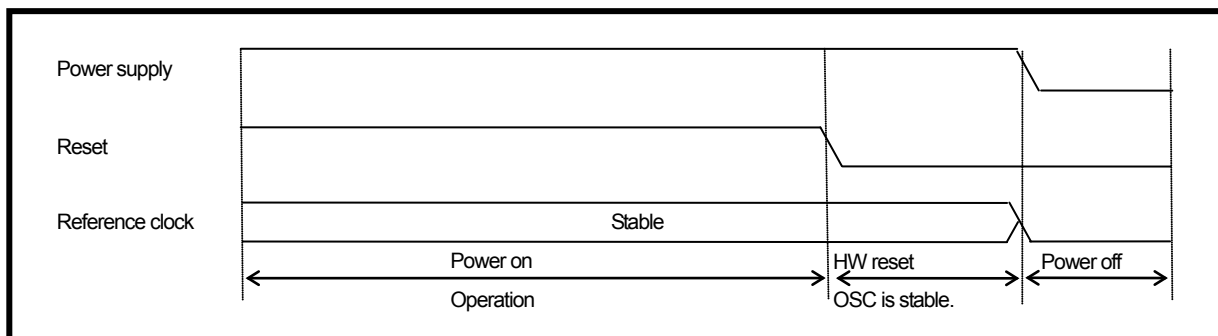 Power supply
Reset
Reference clock
Stable
Power on
HW reset
Power off
Operation
OSC is stable.